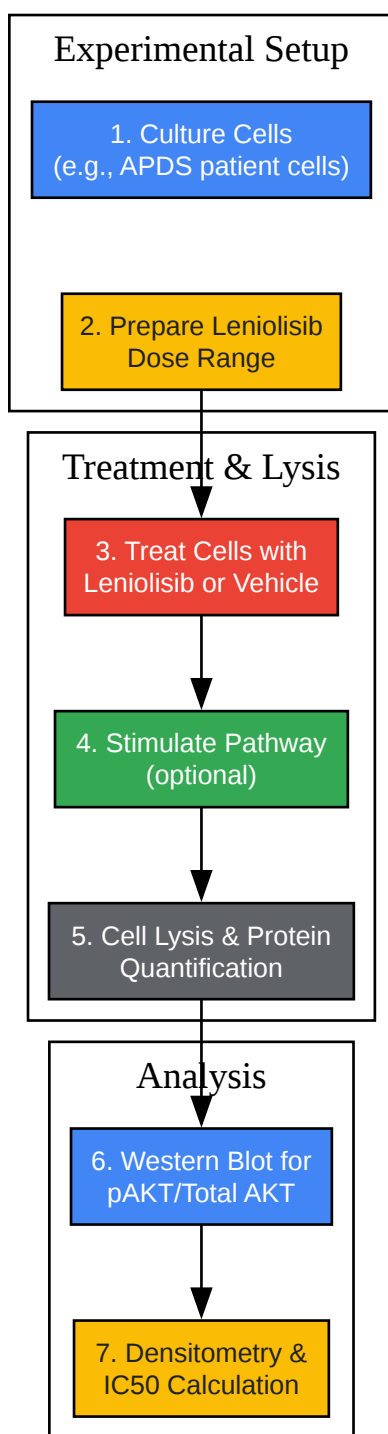 Experimental Setup
1. Culture Cells
(e.g., APDS patient cells)
2. Prepare Leniolisib
Dose Range
Treatment & Lysis
3. Treat Cells with
Leniolisib or Vehicle
4. Stimulate Pathway
(optional)
5. Cell Lysis & Protein
Quantification
Analysis
6. Western Blot for
pAKT/Total AKT
7. Densitometry &
IC50 Calculation